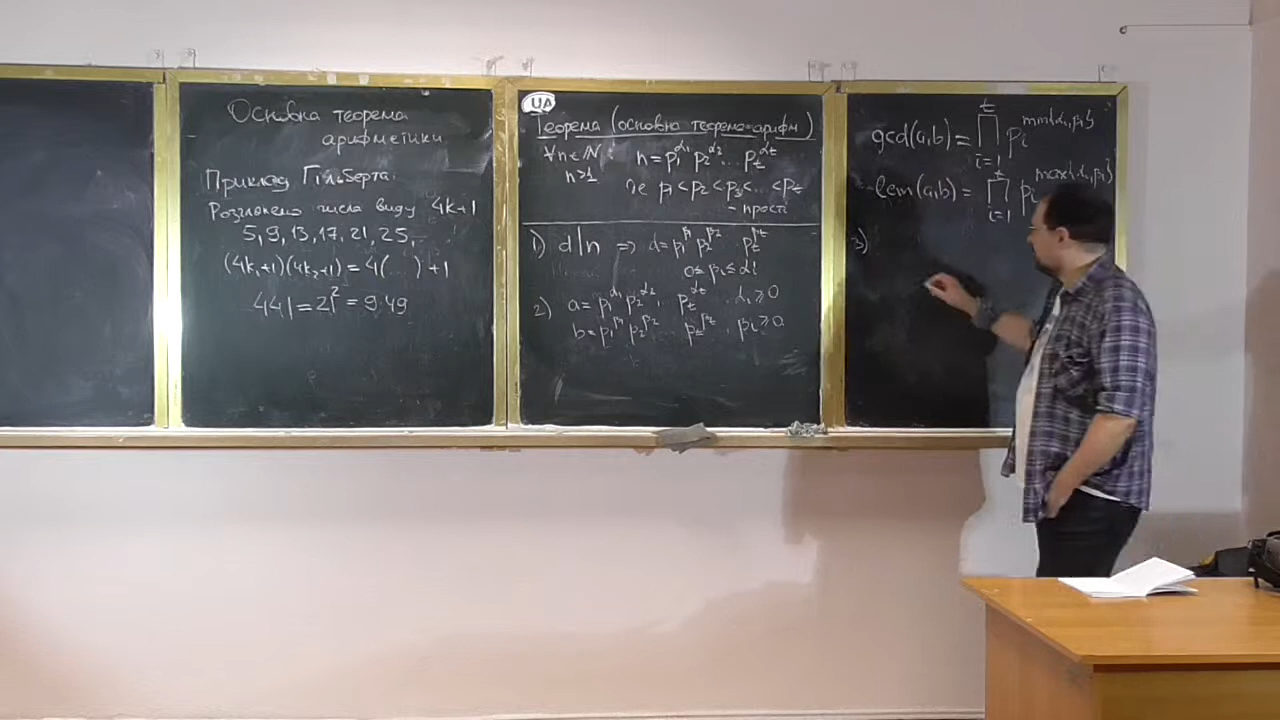 Основна теорема
арифметики
Приклад Гільберта:
Розглянемо числа виду 4k+1
5, 9, 13, 17, 21, 25,
(4k₁+1)(4k₂+1) = 4(...) + 1
441 = 21² = 9·49
UA
Теорема (основна теорема арифм)
∀n∈ℕ, n = p₁^α₁ p₂^α₂ ... p_t^α_t
n>1
де p₁ < p₂ < p₃ < ... < p_t
- прості
1) d | n ⇒ d = p₁^β₁ p₂^β₂ ... p_t^β_t
0 ≤ βᵢ ≤ αᵢ
2) a = p₁^α₁ p₂^α₂ ... p_t^α_t, αᵢ ≥ 0
b = p₁^β₁ p₂^β₂ ... p_t^β_t, βᵢ ≥ 0
gcd(a,b) = ∏_{i=1}^{t} pᵢ^min{αᵢ,βᵢ}
lcm(a,b) = ∏_{i=1}^{t} pᵢ^max{αᵢ,βᵢ}
3)